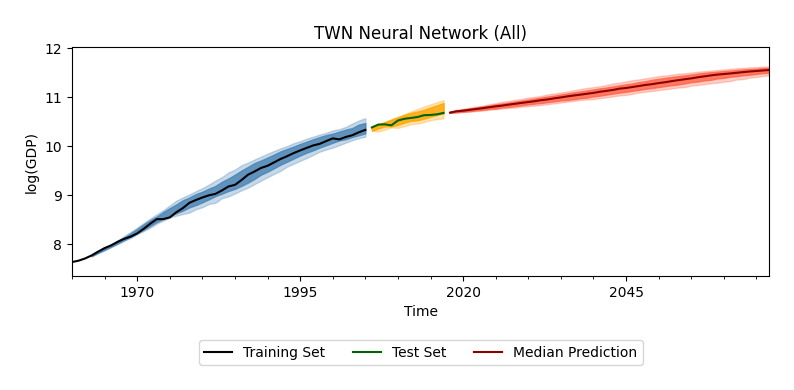 TWN Neural Network (All)
12
11
10
9
8
log(GDP)
1970 1995 2020 2045
Time
Training Set Test Set Median Prediction